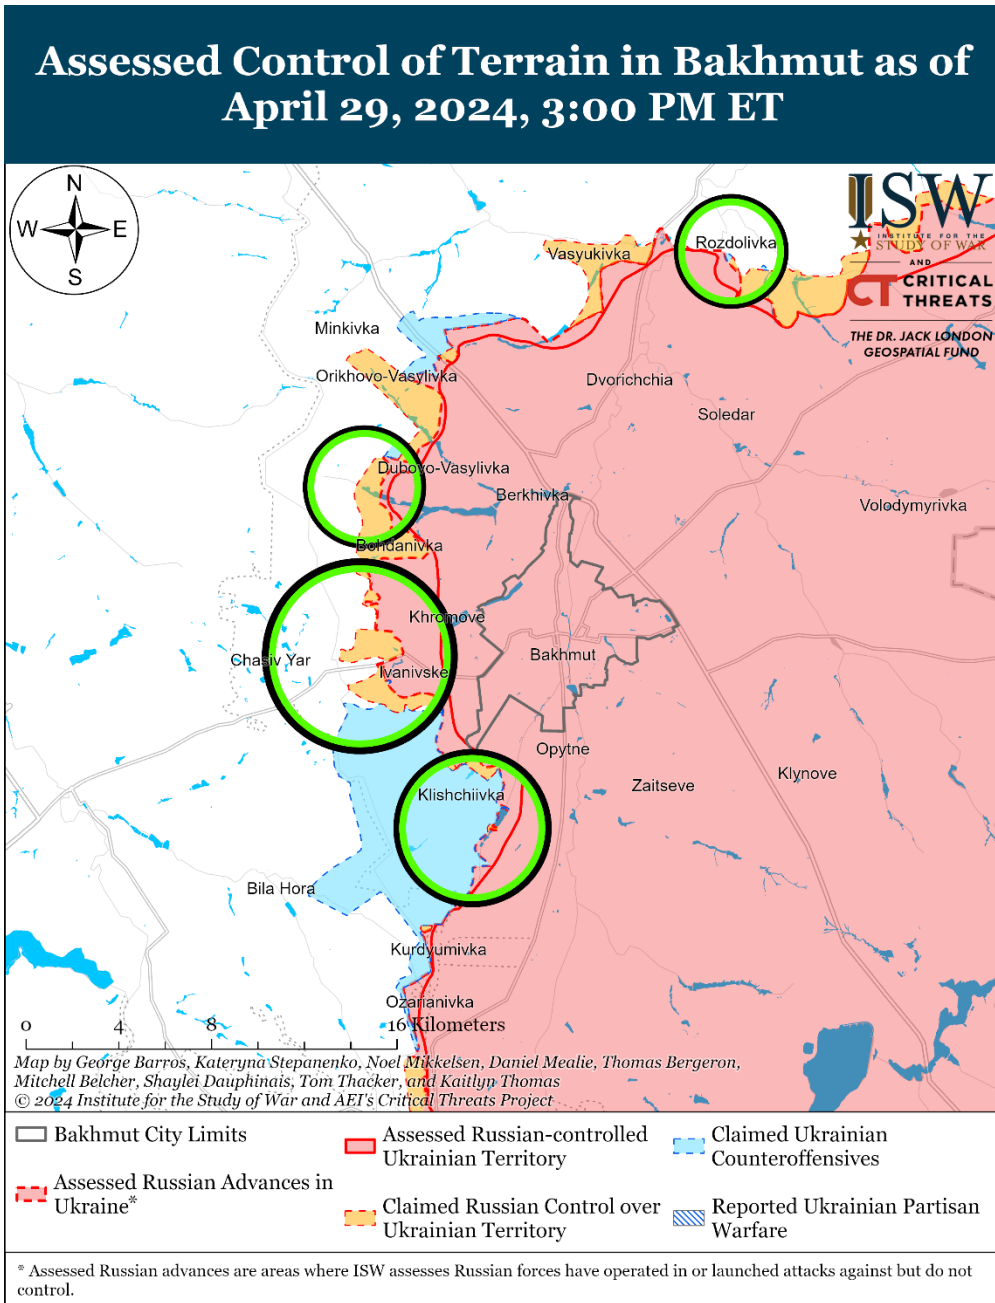 Assessed Control of Terrain in Bakhmut as of
April 29, 2024, 3:00 PM ET
N
W
E
S
ISW
INSTITUTE FOR THE
STUDY OF WAR
AND
CT CRITICAL
THREATS
THE DR. JACK LONDON
GEOSPATIAL FUND
Rozdolivka
Vasyukivka
Minkivka
Orikhovo-Vasylivka
Dvorichchia
Soledar
Dubovo-Vasylivka
Berkhivka
Volodymyrivka
Bohdanivka
Khromove
Chasiv Yar
Bakhmut
Ivanivske
Opytne
Klishchiivka
Zaitseve
Klynove
Bila Hora
Kurdyumivka
Ozarianivka
0 4 8 16 Kilometers
Map by George Barros, Kateryna Stepanenko, Noel Mikkelsen, Daniel Mealie, Thomas Bergeron,
Mitchell Belcher, Shaylei Dauphinais, Tom Thacker, and Kaitlyn Thomas
© 2024 Institute for the Study of War and AEI's Critical Threats Project
Bakhmut City Limits
Assessed Russian Advances in
Ukraine*
Assessed Russian-controlled
Ukrainian Territory
Claimed Russian Control over
Ukrainian Territory
Claimed Ukrainian
Counteroffensives
Reported Ukrainian Partisan
Warfare
* Assessed Russian advances are areas where ISW assesses Russian forces have operated in or launched attacks against but do not
control.